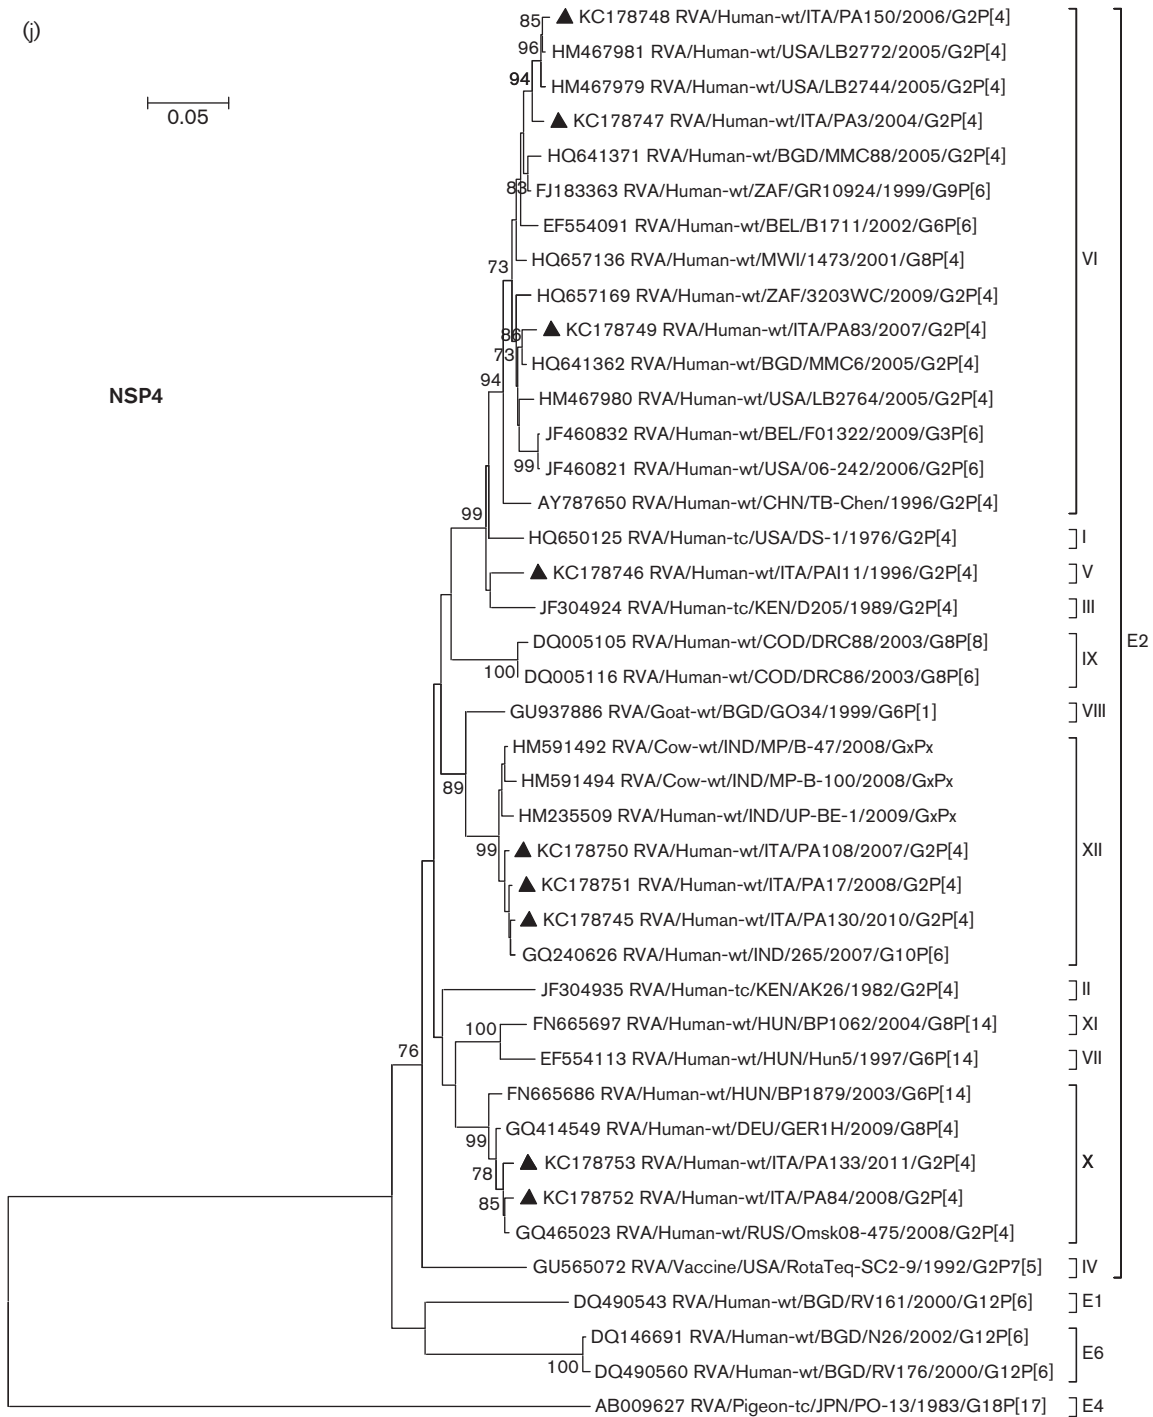 (j)
0.05
NSP4
85
▲ KC178748 RVA/Human-wt/ITA/PA150/2006/G2P[4]
96
HM467981 RVA/Human-wt/USA/LB2772/2005/G2P[4]
94
HM467979 RVA/Human-wt/USA/LB2744/2005/G2P[4]
▲ KC178747 RVA/Human-wt/ITA/PA3/2004/G2P[4]
HQ641371 RVA/Human-wt/BGD/MMC88/2005/G2P[4]
83
FJ183363 RVA/Human-wt/ZAF/GR10924/1999/G9P[6]
EF554091 RVA/Human-wt/BEL/B1711/2002/G6P[6]
HQ657136 RVA/Human-wt/MWI/1473/2001/G8P[4]
VI
73
HQ657169 RVA/Human-wt/ZAF/3203WC/2009/G2P[4]
▲ KC178749 RVA/Human-wt/ITA/PA83/2007/G2P[4]
86
73
HQ641362 RVA/Human-wt/BGD/MMC6/2005/G2P[4]
94
HM467980 RVA/Human-wt/USA/LB2764/2005/G2P[4]
JF460832 RVA/Human-wt/BEL/F01322/2009/G3P[6]
99
JF460821 RVA/Human-wt/USA/06-242/2006/G2P[6]
AY787650 RVA/Human-wt/CHN/TB-Chen/1996/G2P[4]
99
HQ650125 RVA/Human-tc/USA/DS-1/1976/G2P[4]
I
▲ KC178746 RVA/Human-wt/ITA/PAI11/1996/G2P[4]
V
JF304924 RVA/Human-tc/KEN/D205/1989/G2P[4]
III
DQ005105 RVA/Human-wt/COD/DRC88/2003/G8P[8]
IX
E2
100
DQ005116 RVA/Human-wt/COD/DRC86/2003/G8P[6]
GU937886 RVA/Goat-wt/BGD/GO34/1999/G6P[1]
VIII
HM591492 RVA/Cow-wt/IND/MP/B-47/2008/GxPx
89
HM591494 RVA/Cow-wt/IND/MP-B-100/2008/GxPx
HM235509 RVA/Human-wt/IND/UP-BE-1/2009/GxPx
99
▲ KC178750 RVA/Human-wt/ITA/PA108/2007/G2P[4]
XII
▲ KC178751 RVA/Human-wt/ITA/PA17/2008/G2P[4]
▲ KC178745 RVA/Human-wt/ITA/PA130/2010/G2P[4]
GQ240626 RVA/Human-wt/IND/265/2007/G10P[6]
JF304935 RVA/Human-tc/KEN/AK26/1982/G2P[4]
II
100
FN665697 RVA/Human-wt/HUN/BP1062/2004/G8P[14]
XI
76
EF554113 RVA/Human-wt/HUN/Hun5/1997/G6P[14]
VII
FN665686 RVA/Human-wt/HUN/BP1879/2003/G6P[14]
99
GQ414549 RVA/Human-wt/DEU/GER1H/2009/G8P[4]
78
▲ KC178753 RVA/Human-wt/ITA/PA133/2011/G2P[4]
X
85
▲ KC178752 RVA/Human-wt/ITA/PA84/2008/G2P[4]
GQ465023 RVA/Human-wt/RUS/Omsk08-475/2008/G2P[4]
GU565072 RVA/Vaccine/USA/RotaTeq-SC2-9/1992/G2P7[5]
IV
DQ490543 RVA/Human-wt/BGD/RV161/2000/G12P[6]
E1
DQ146691 RVA/Human-wt/BGD/N26/2002/G12P[6]
E6
100
DQ490560 RVA/Human-wt/BGD/RV176/2000/G12P[6]
AB009627 RVA/Pigeon-tc/JPN/PO-13/1983/G18P[17]
E4